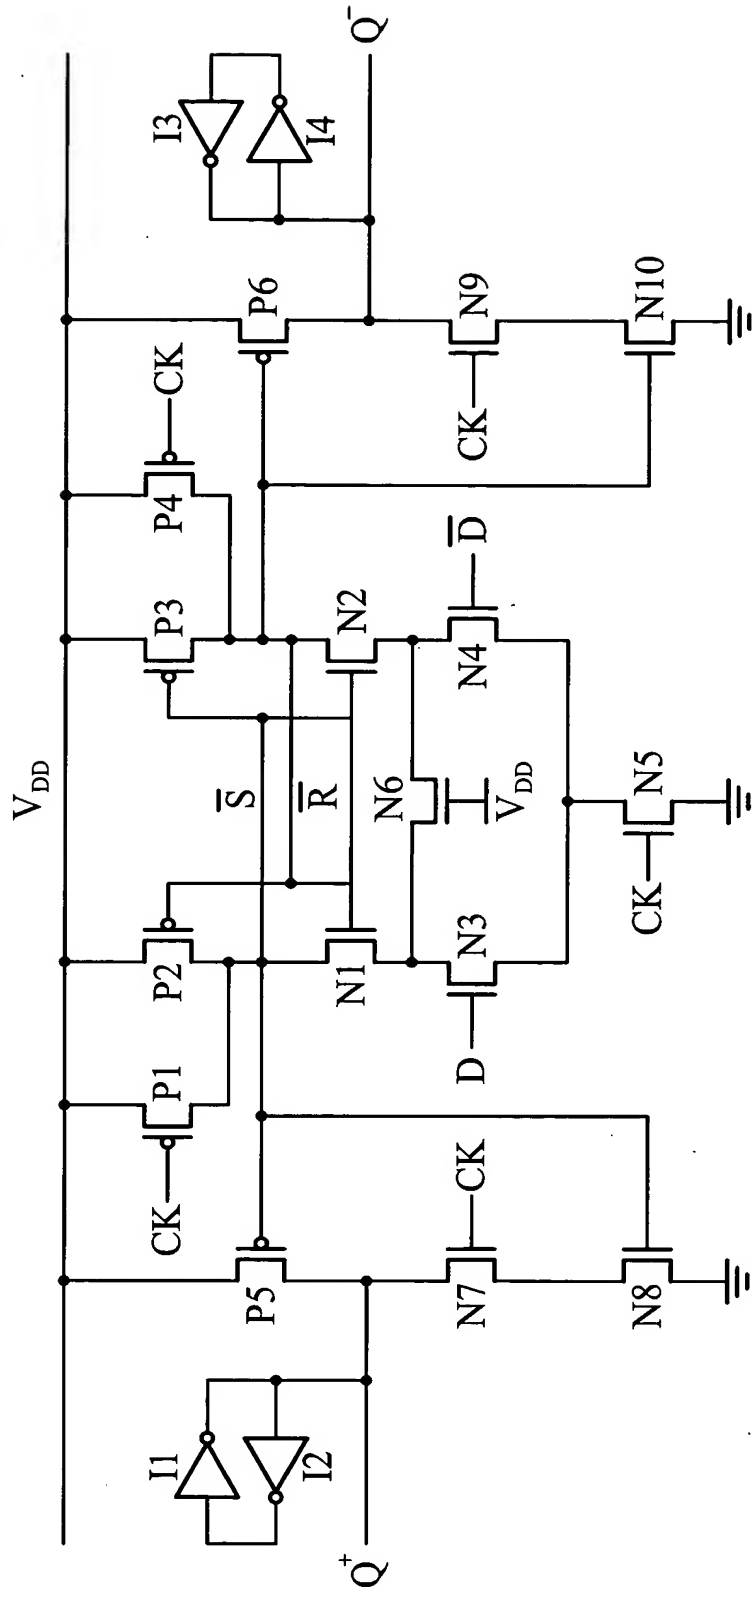 V_DD
I1
CK
P1
P2
P3
P4
CK
I3
P5
S̅
P6
I2
R̅
I4
N1
N2
Q⁺
Q⁻
N6
N7
CK
D
N3
V_DD
N4
D̅
CK
N9
N8
CK
N5
N10